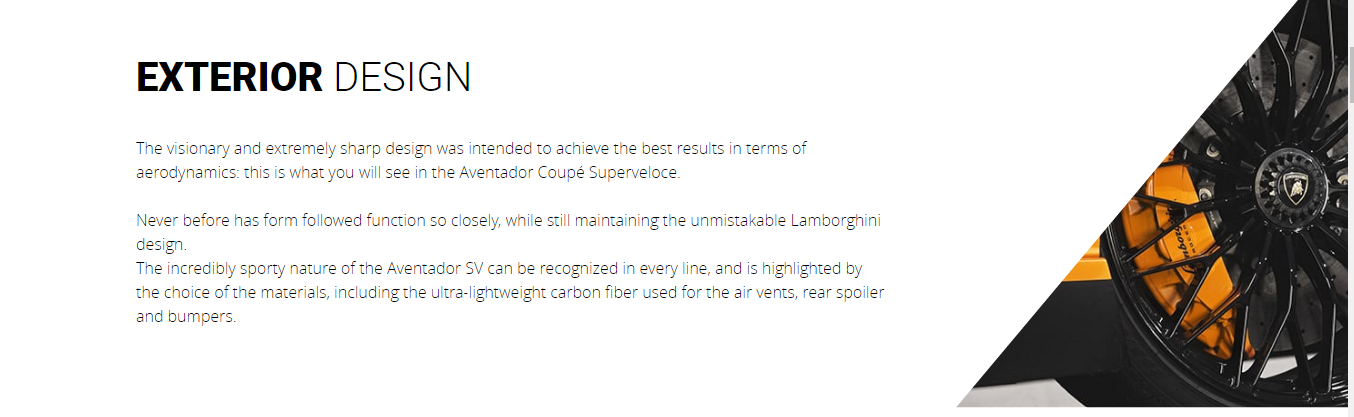 EXTERIOR DESIGN
The visionary and extremely sharp design was intended to achieve the best results in terms of
aerodynamics: this is what you will see in the Aventador Coupé Superveloce.
Never before has form followed function so closely, while still maintaining the unmistakable Lamborghini
design.
The incredibly sporty nature of the Aventador SV can be recognized in every line, and is highlighted by
the choice of the materials, including the ultra-lightweight carbon fiber used for the air vents, rear spoiler
and bumpers.